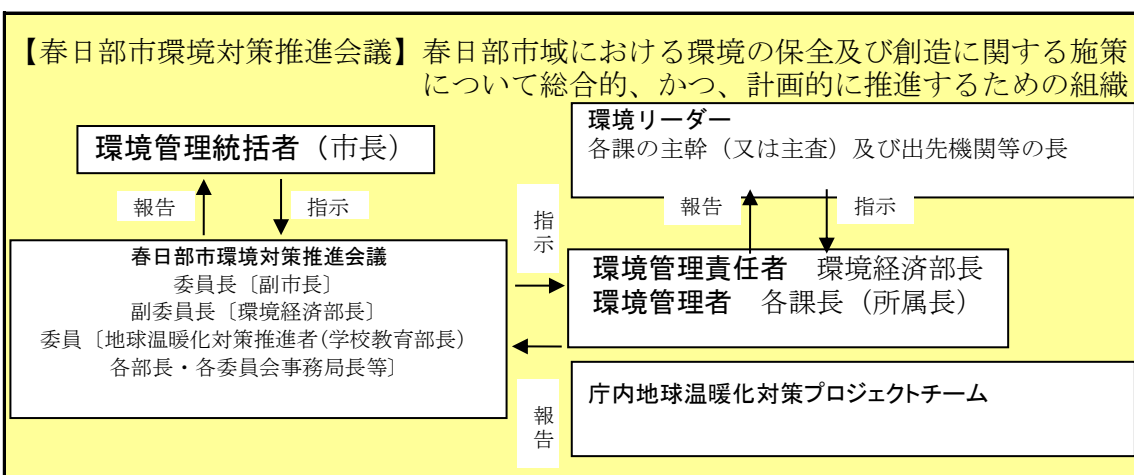 【春日部市環境対策推進会議】春日部市域における環境の保全及び創造に関する施策
について総合的、かつ、計画的に推進するための組織
環境管理統括者（市長）
報告
指示
春日部市環境対策推進会議
委員長〔副市長〕
副委員長〔環境経済部長〕
委員〔地球温暖化対策推進者(学校教育部長)
各部長・各委員会事務局長等〕
指示
報告
環境リーダー
各課の主幹（又は主査）及び出先機関等の長
報告
指示
環境管理責任者　環境経済部長
環境管理者　各課長（所属長）
庁内地球温暖化対策プロジェクトチーム